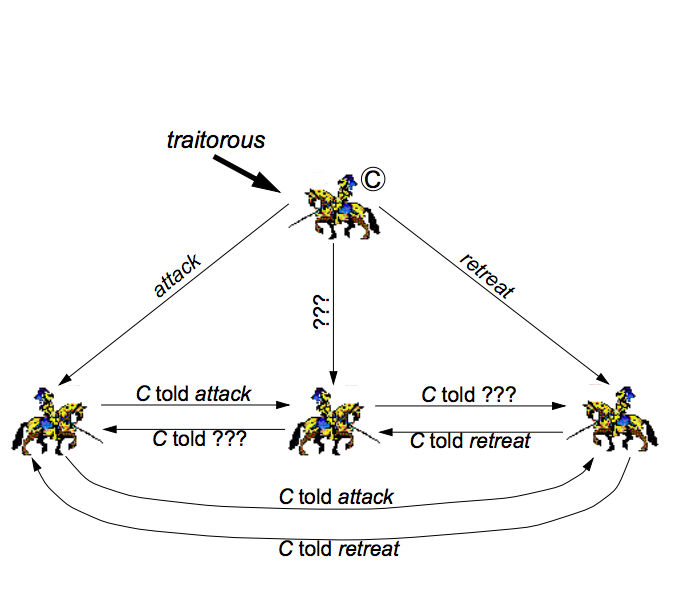 traitorous
C
attack
???
retreat
C told attack
C told ???
C told ???
C told retreat
C told attack
C told retreat